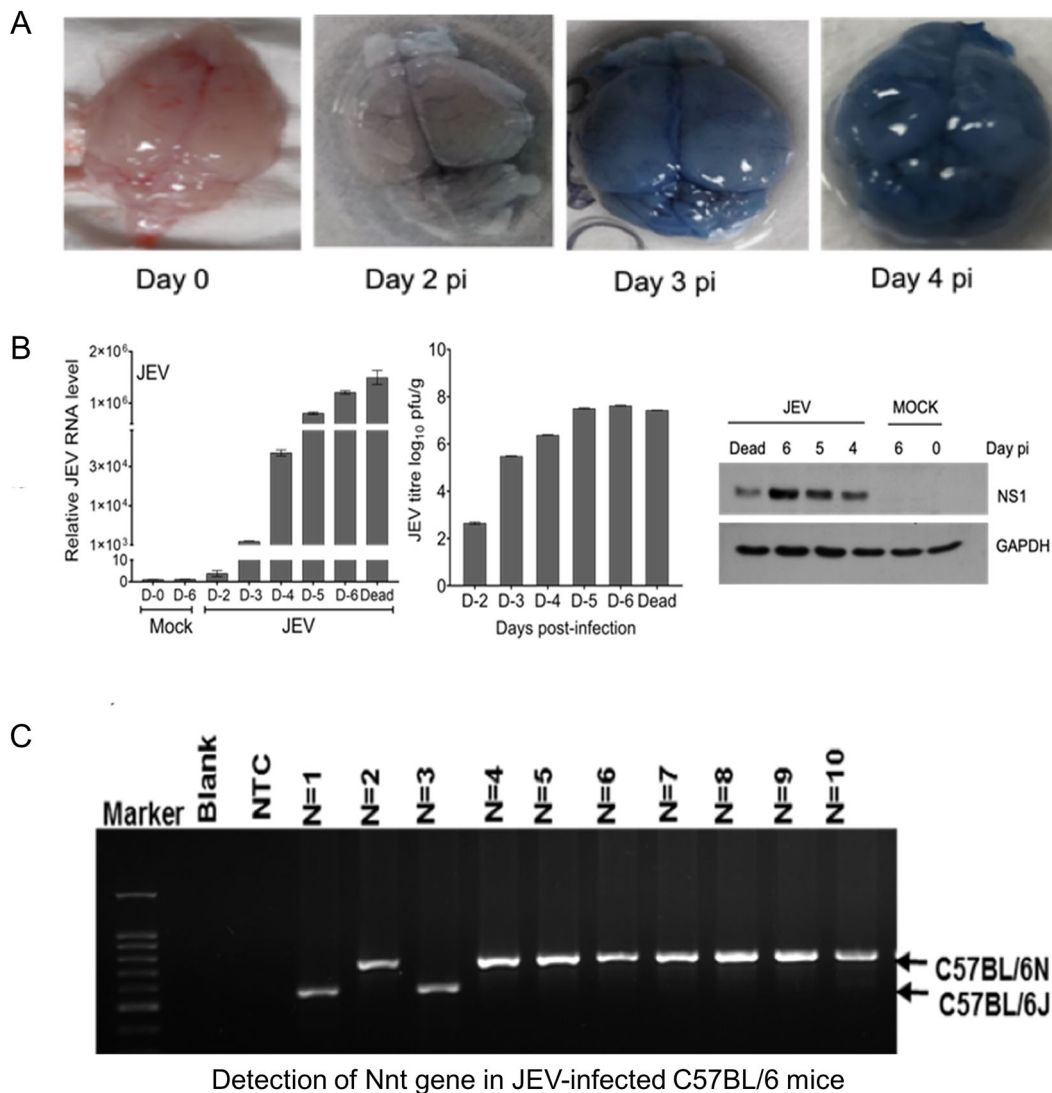 A
Day 0 Day 2 pi Day 3 pi Day 4 pi
B
JEV
Relative JEV RNA level
2×10⁶
1×10⁶
3×10⁴
1×10⁴
1×10³
10
0
D-0 D-6 D-2 D-3 D-4 D-5 D-6 Dead
Mock JEV
JEV titre log₁₀ pfu/g
10
8
6
4
2
0
D-2 D-3 D-4 D-5 D-6 Dead
Days post-infection
JEV MOCK
Dead 6 5 4 6 0 Day pi
NS1
GAPDH
C
Marker Blank NTC N=1 N=2 N=3 N=4 N=5 N=6 N=7 N=8 N=9 N=10
C57BL/6N
C57BL/6J
Detection of Nnt gene in JEV-infected C57BL/6 mice